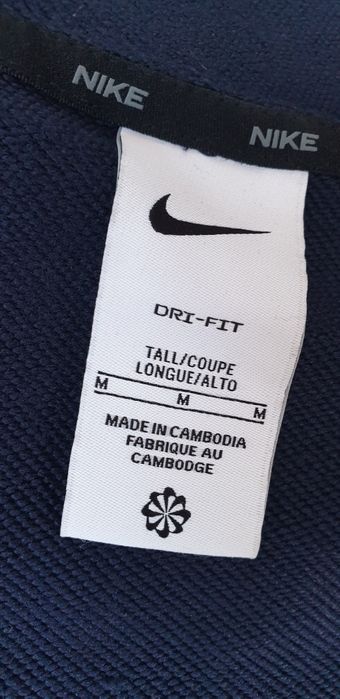 NIKE
NIKE
DRI-FIT
TALL/COUPE
LONGUE/ALTO
M M M
MADE IN CAMBODIA
FABRIQUE AU
CAMBODGE